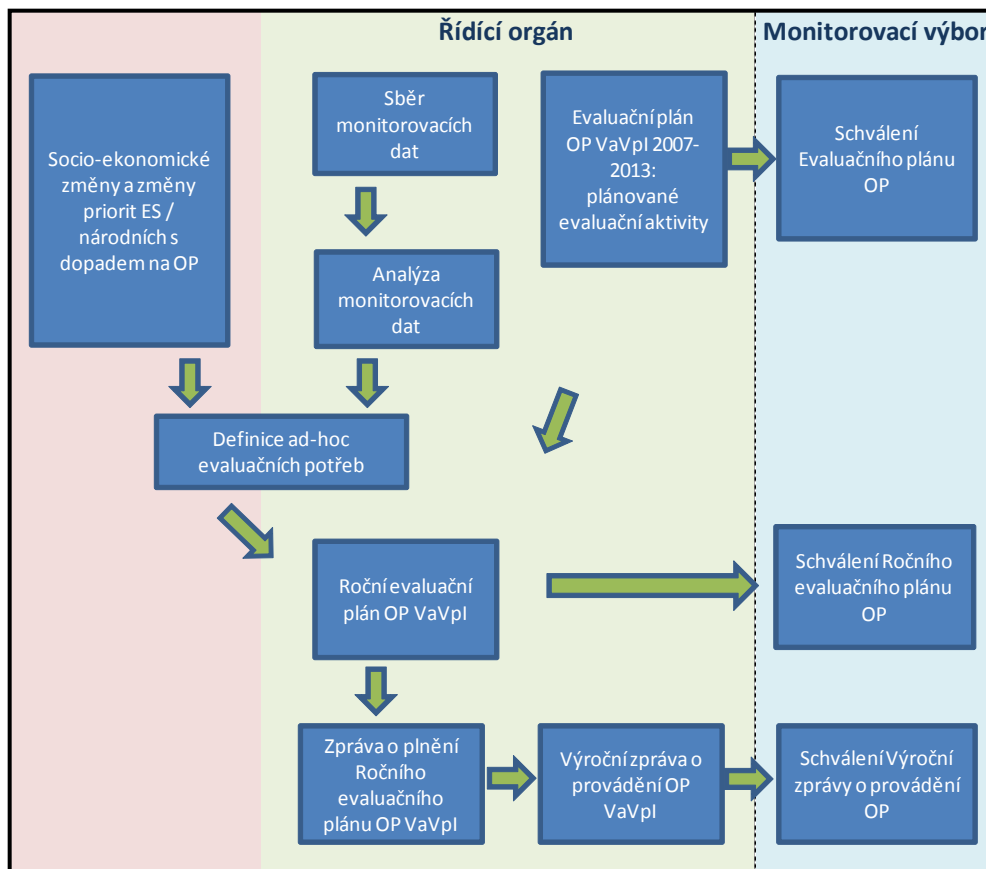 Řídící orgán
Monitorovací výbor
Socio-ekonomické
změny a změny
priorit ES /
národních s
dopadem na OP
Sběr
monitorovacích
dat
Evaluační plán
OP VaVpI 2007-
2013:
plánované
evaluační aktivity
Schválení
Evaluačního plánu
OP
Analýza
monitorovacích
dat
Definice ad-hoc
evaluačních potřeb
Roční evaluační
plán OP VaVpI
Schválení Ročního
evaluačního plánu
OP
Zpráva o plnění
Ročního
evaluačního
plánu OP VaVpI
Výroční zpráva o
provádění OP
VaVpI
Schválení Výroční
zprávy o provádění
OP